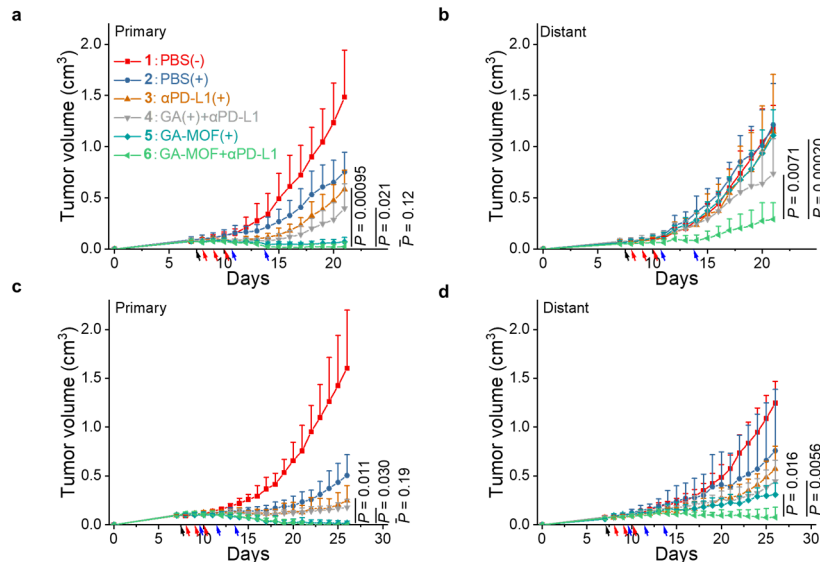 a
Primary
Tumor volume (cm³)
2.0
1.5
1.0
0.5
0.0
1: PBS(-)
2: PBS(+)
3: αPD-L1(+)
4: GA(+)+αPD-L1
5: GA-MOF(+)
6: GA-MOF+αPD-L1
P = 0.00095
P = 0.021
P = 0.12
0 5 10 15 20
Days
b
Distant
Tumor volume (cm³)
2.0
1.5
1.0
0.5
0.0
P = 0.0071
P = 0.00020
0 5 10 15 20
Days
c
Primary
Tumor volume (cm³)
2.0
1.5
1.0
0.5
0.0
P = 0.011
P = 0.030
P = 0.19
0 5 10 15 20 25 30
Days
d
Distant
Tumor volume (cm³)
2.0
1.5
1.0
0.5
0.0
P = 0.016
P = 0.0056
0 5 10 15 20 25 30
Days